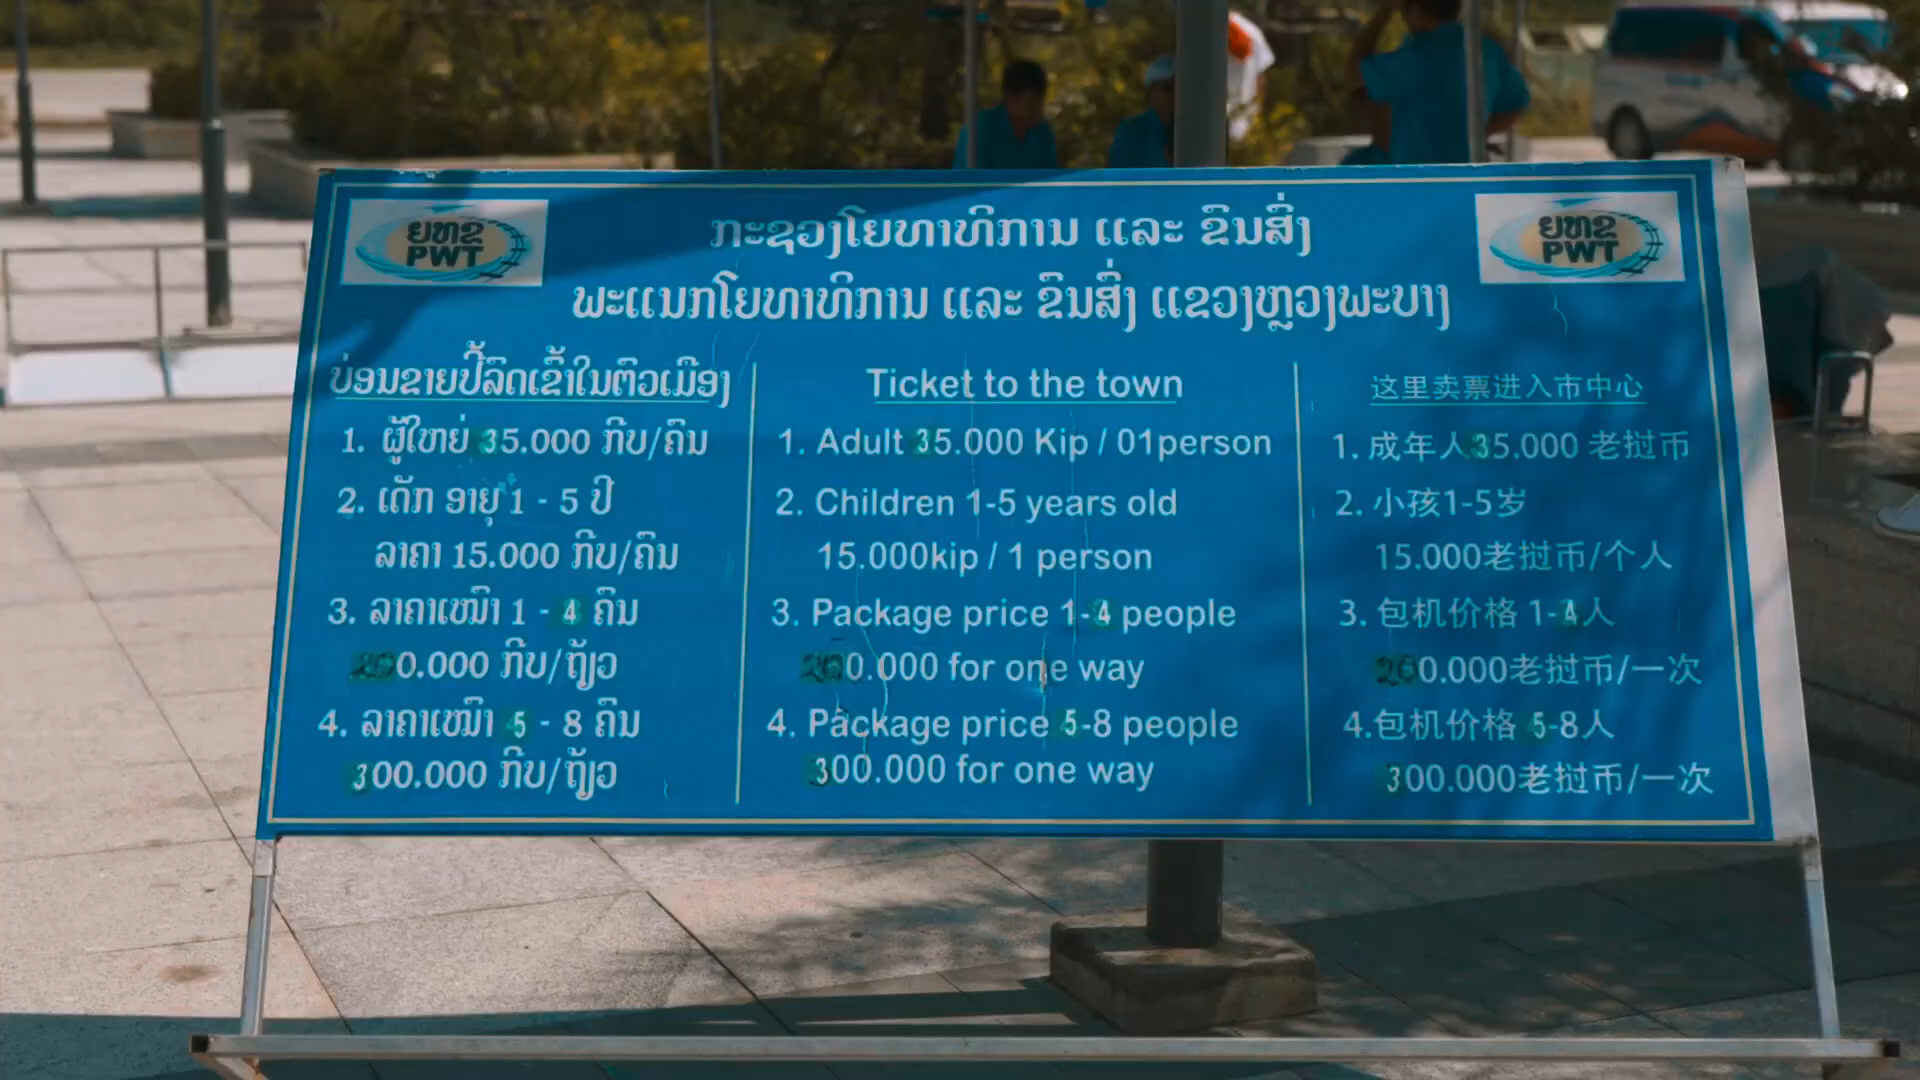 ຍທຂ
PWT
ກະຊວງໂຍທາທິການ ແລະ ຂົນສົ່ງ
ພະແນກໂຍທາທິການ ແລະ ຂົນສົ່ງ ແຂວງຫຼວງພະບາງ
ຍທຂ
PWT
ບ່ອນຂາຍປີ້ລົດເຂົ້າໃນຕົວເມືອງ
1. ຜູ້ໃຫຍ່ 35.000 ກີບ/ຄົນ
2. ເດັກ ອາຍຸ 1 - 5 ປີ
ລາຄາ 15.000 ກີບ/ຄົນ
3. ລາຄາເໝົາ 1 - 4 ຄົນ
200.000 ກີບ/ຖ້ຽວ
4. ລາຄາເໝົາ 5 - 8 ຄົນ
300.000 ກີບ/ຖ້ຽວ
Ticket to the town
1. Adult 35.000 Kip / 01person
2. Children 1-5 years old
15.000kip / 1 person
3. Package price 1-4 people
200.000 for one way
4. Package price 5-8 people
300.000 for one way
这里卖票进入市中心
1. 成年人35.000 老挝币
2. 小孩1-5岁
15.000老挝币/个人
3. 包机价格 1-4人
200.000老挝币/一次
4.包机价格 5-8人
300.000老挝币/一次